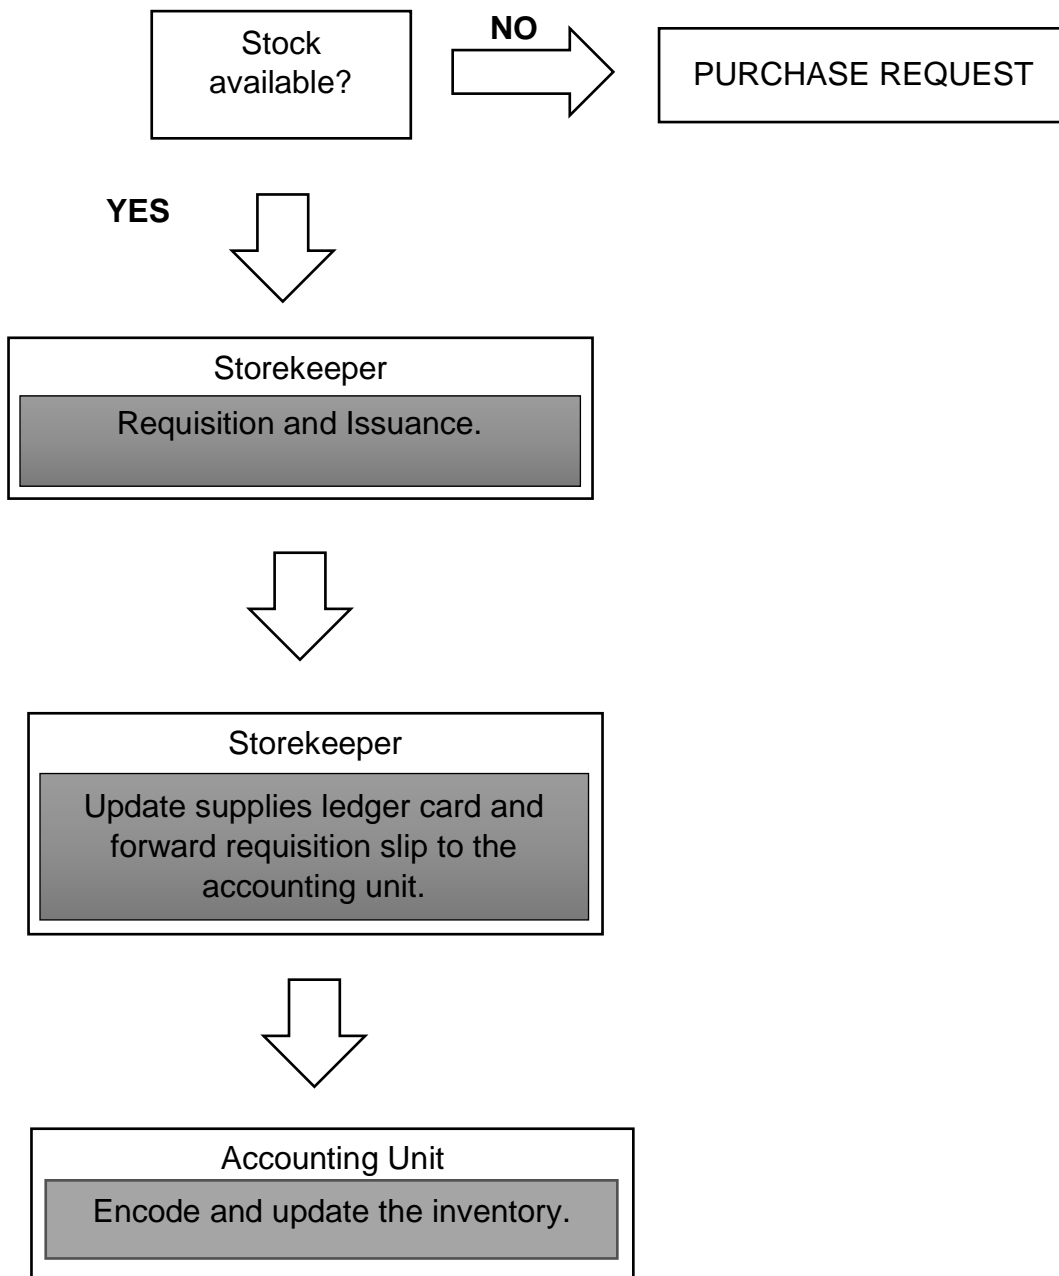 Stock
available?
NO
PURCHASE REQUEST
YES
Storekeeper
Requisition and Issuance.
Storekeeper
Update supplies ledger card and
forward requisition slip to the
accounting unit.
Accounting Unit
Encode and update the inventory.